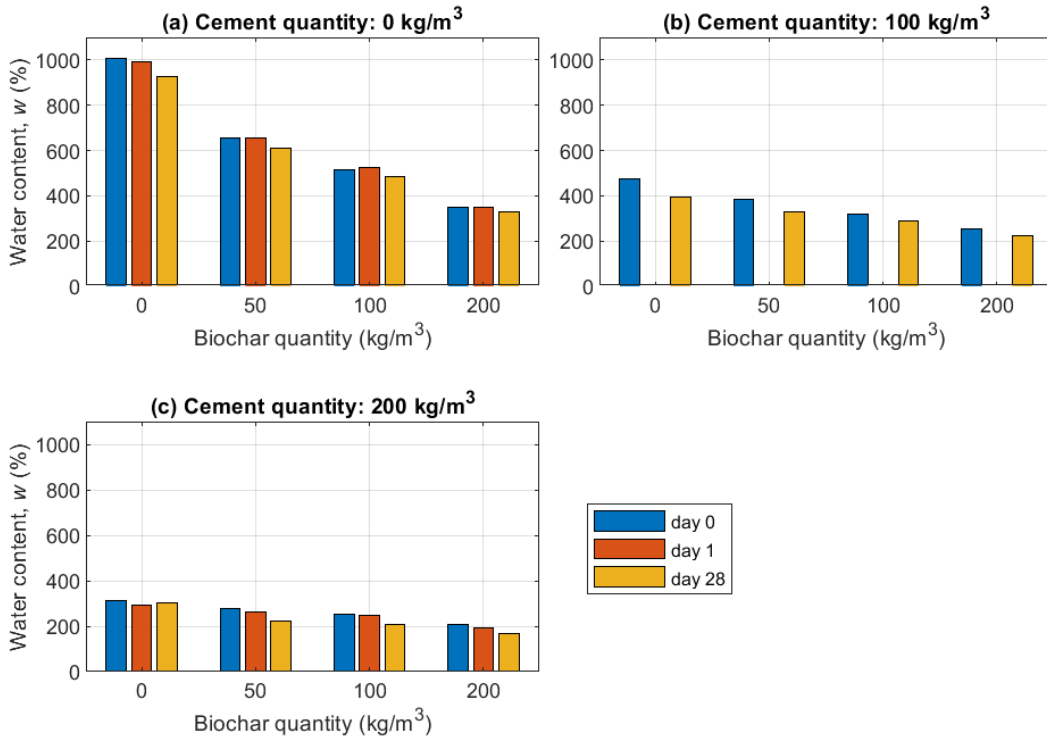 (a) Cement quantity: 0 kg/m³
Water content, w (%)
1000
800
600
400
200
0
0 50 100 200
Biochar quantity (kg/m³)
(b) Cement quantity: 100 kg/m³
1000
800
600
400
200
0
0 50 100 200
Biochar quantity (kg/m³)
(c) Cement quantity: 200 kg/m³
Water content, w (%)
1000
800
600
400
200
0
0 50 100 200
Biochar quantity (kg/m³)
day 0
day 1
day 28